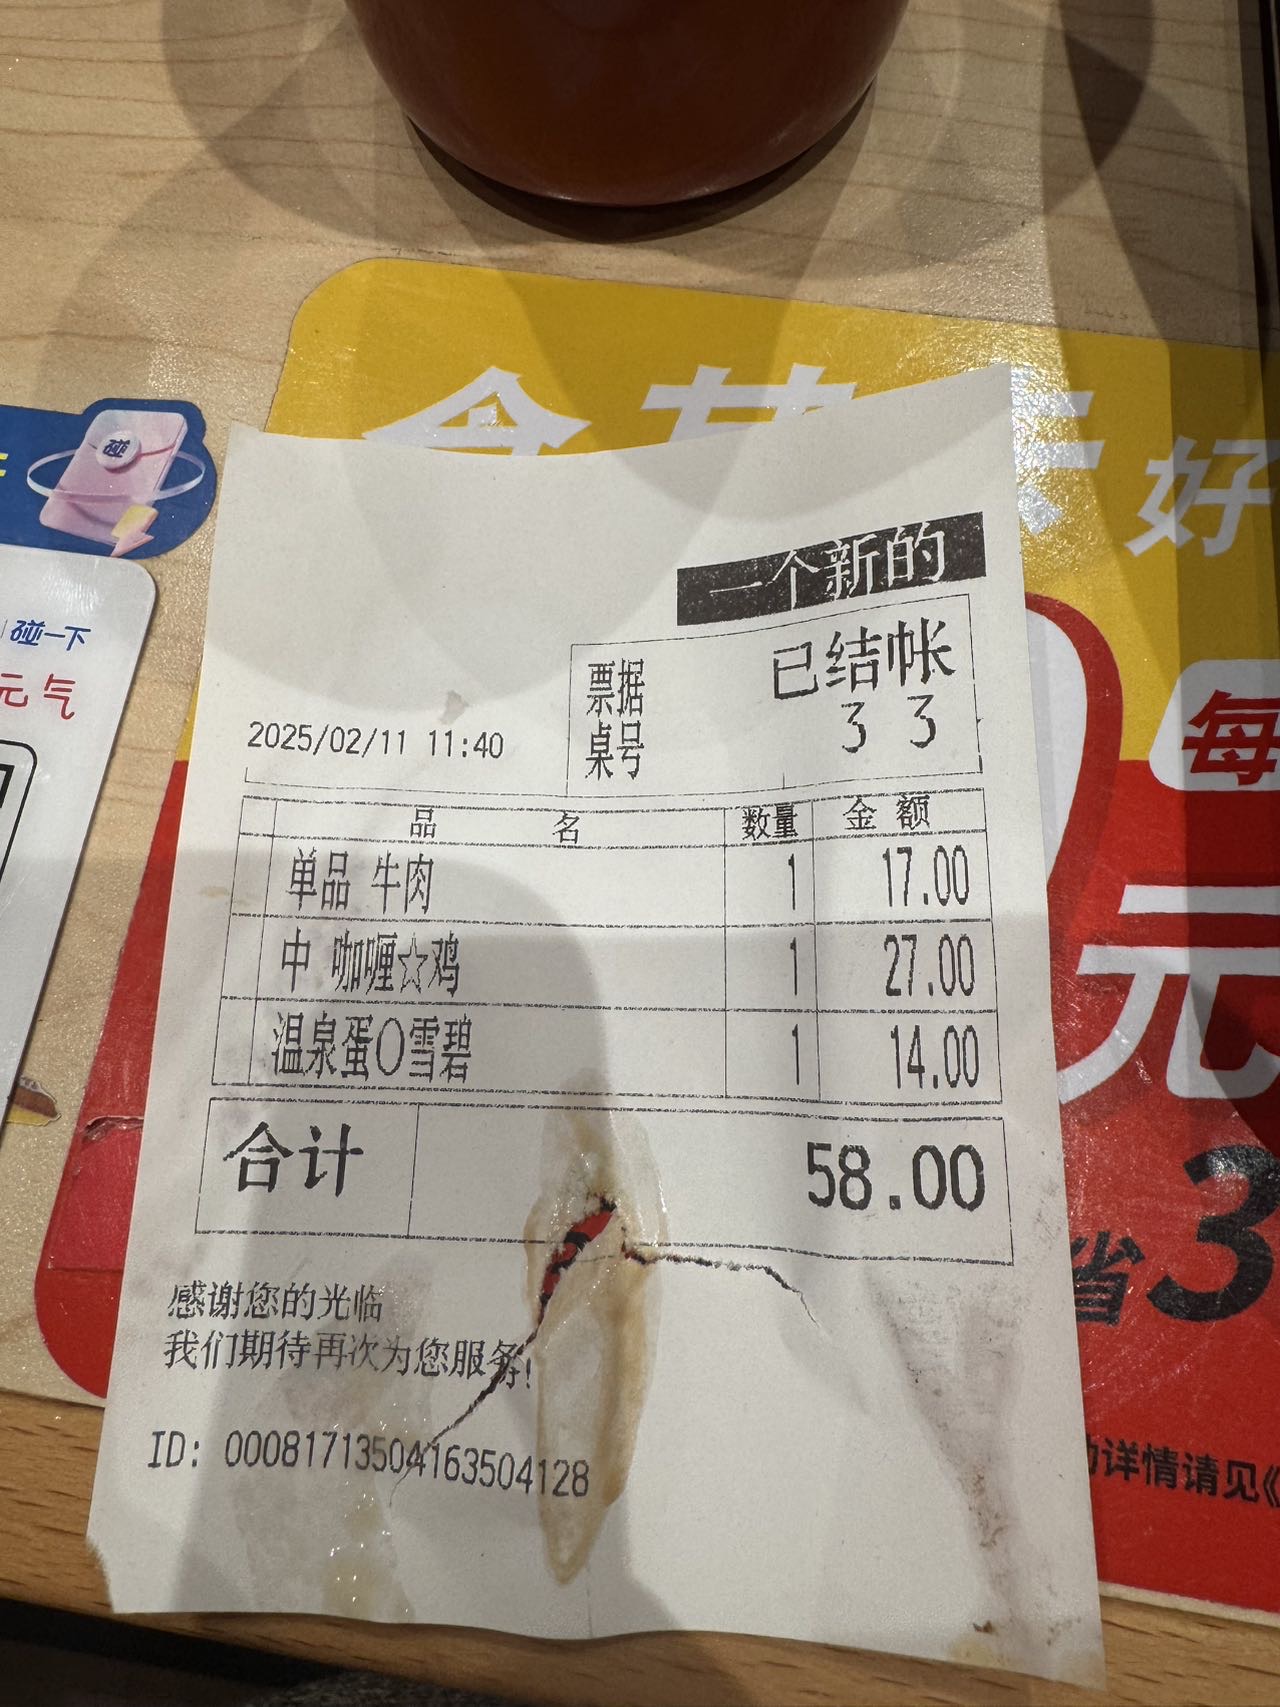 好
碰
碰一下
元气
每
元
省3
详情请见《
一个新的
票据 已结帐
桌号 33
2025/02/11 11:40
品名 数量 金额
单品 牛肉 1 17.00
中 咖喱☆鸡 1 27.00
温泉蛋O雪碧 1 14.00
合计 58.00
感谢您的光临
我们期待再次为您服务!
ID: 00081713504163504128